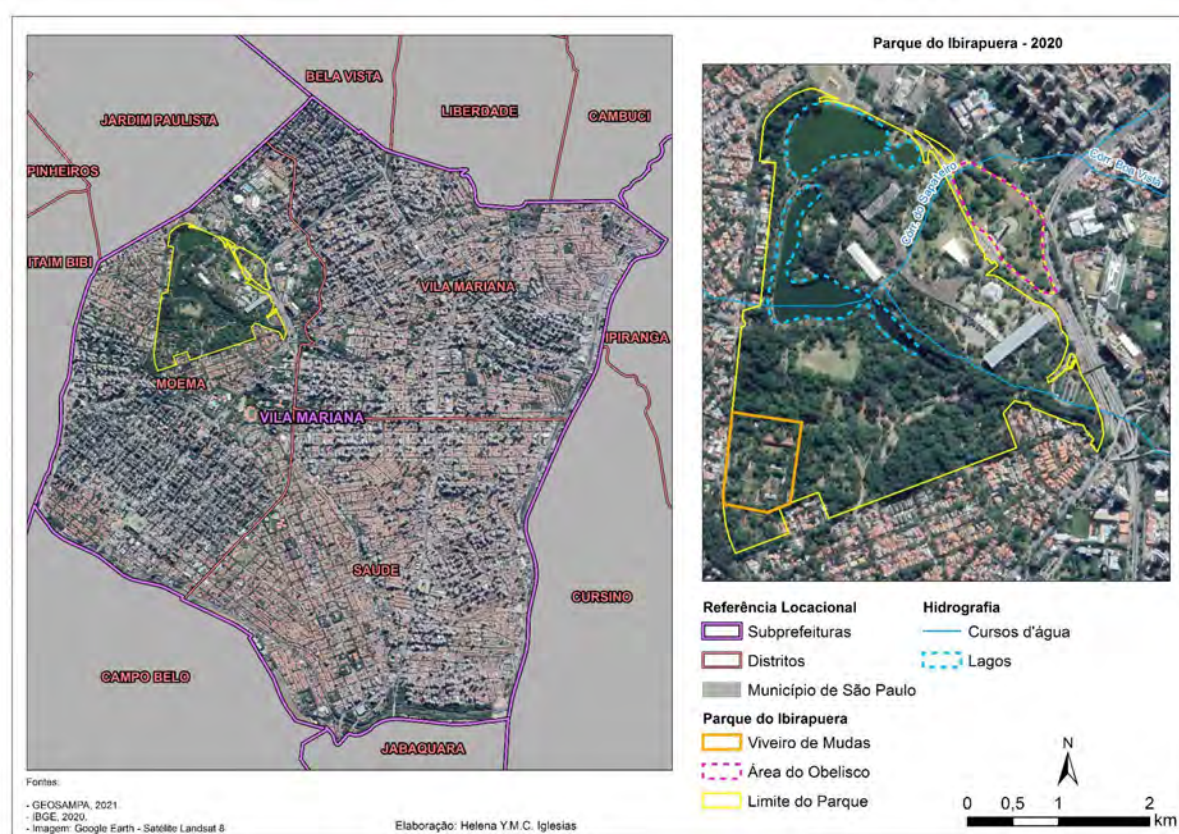 Parque do Ibirapuera - 2020
BELA VISTA
LIBERDADE
CAMBUCI
JARDIM PAULISTA
PINHEIROS
ITAIM BIBI
VILA MARIANA
IPIRANGA
MOEMA
VILA MARIANA
SAÚDE
CURSINO
CAMPO BELO
JABAQUARA
Córr. do Sapateiro
Córr. Boa Vista
Referência Locacional
Subprefeituras
Distritos
Município de São Paulo
Hidrografia
Cursos d'água
Lagos
Parque do Ibirapuera
Viveiro de Mudas
Área do Obelisco
Limite do Parque
N
0 0,5 1 2
km
Fontes:
- GEOSAMPA, 2021.
- IBGE, 2020.
- Imagem: Google Earth - Satélite Landsat 8
Elaboração: Helena Y.M.C. Iglesias